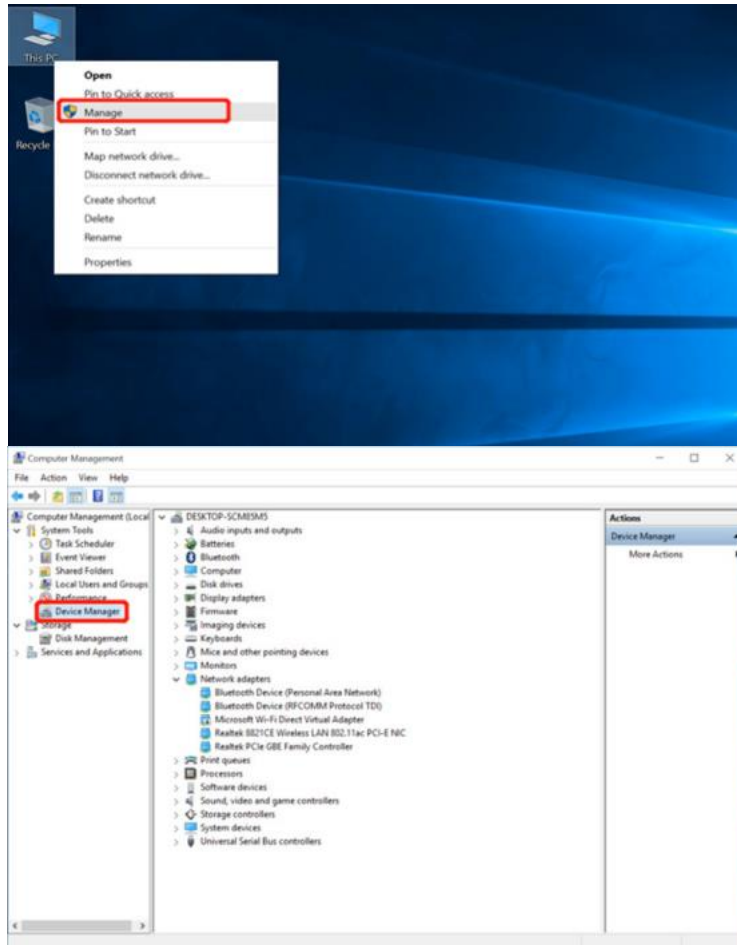 This PC
Open
Pin to Quick access
Manage
Pin to Start
Map network drive...
Disconnect network drive...
Create shortcut
Delete
Rename
Properties
Recycle
Computer Management
File Action View Help
Computer Management (Local
System Tools
Task Scheduler
Event Viewer
Shared Folders
Local Users and Groups
Performance
Device Manager
Storage
Disk Management
Services and Applications
DESKTOP-SCM85M5
Audio inputs and outputs
Batteries
Bluetooth
Computer
Disk drives
Display adapters
Firmware
Imaging devices
Keyboards
Mice and other pointing devices
Monitors
Network adapters
Bluetooth Device (Personal Area Network)
Bluetooth Device (RFCOMM Protocol TDI)
Microsoft Wi-Fi Direct Virtual Adapter
Realtek 8821CE Wireless LAN 802.11ac PCI-E NIC
Realtek PCIe GBE Family Controller
Print queues
Processors
Software devices
Sound, video and game controllers
Storage controllers
System devices
Universal Serial Bus controllers
Actions
Device Manager
More Actions